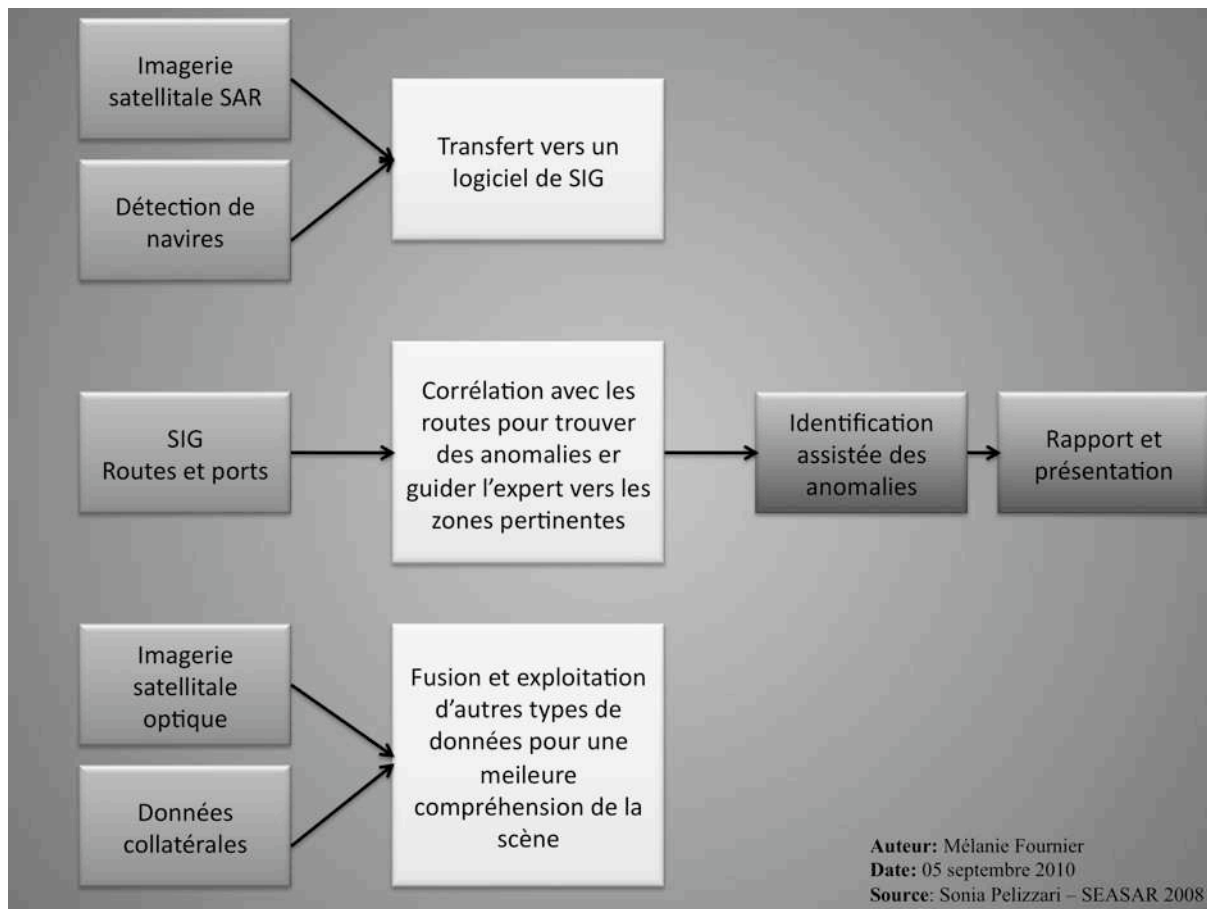 Imagerie
satellitale SAR
Détection de
navires
Transfert vers un
logiciel de SIG
SIG
Routes et ports
Corrélation avec les
routes pour trouver
des anomalies er
guider l'expert vers les
zones pertinentes
Identification
assistée des
anomalies
Rapport et
présentation
Imagerie
satellitale
optique
Données
collatérales
Fusion et exploitation
d'autres types de
données pour une
meileure
compréhension de la
scène
Auteur: Mélanie Fournier
Date: 05 septembre 2010
Source: Sonia Pelizzari – SEASAR 2008